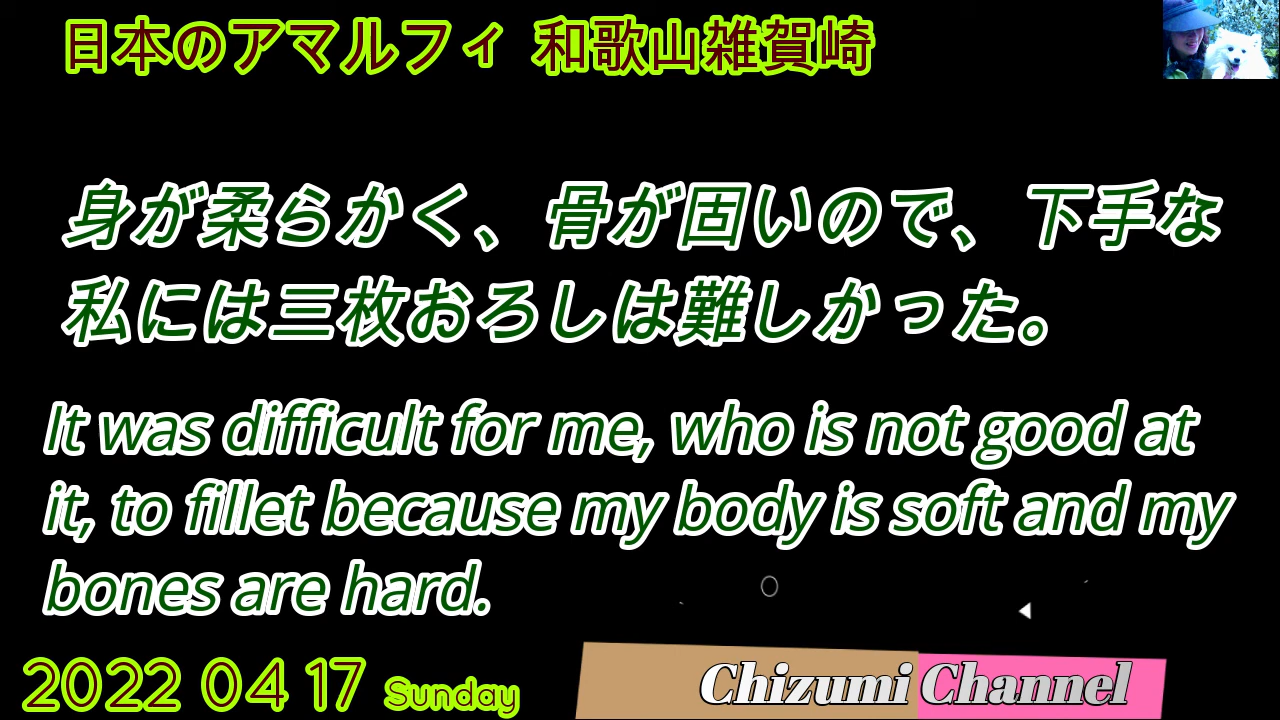 日本のアマルフィ 和歌山雑賀崎
身が柔らかく、骨が固いので、下手な
私には三枚おろしは難しかった。
It was difficult for me, who is not good at
it, to fillet because my body is soft and my
bones are hard.
2022 04 17 Sunday
Chizumi Channel